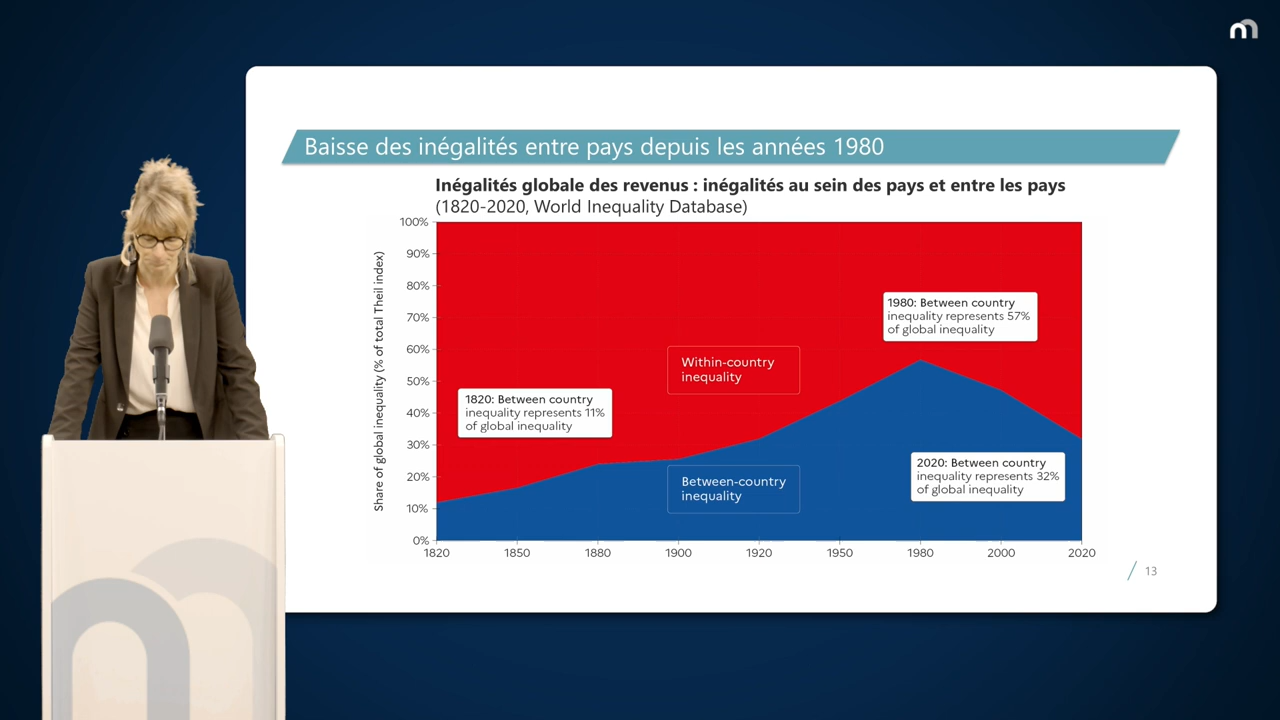 Baisse des inégalités entre pays depuis les années 1980
Inégalités globale des revenus : inégalités au sein des pays et entre les pays
(1820-2020, World Inequality Database)
Share of global inequality (% of total Theil index)
100%
90%
80%
70%
60%
50%
40%
30%
20%
10%
0%
1820: Between country
inequality represents 11%
of global inequality
Within-country
inequality
Between-country
inequality
1980: Between country
inequality represents 57%
of global inequality
2020: Between country
inequality represents 32%
of global inequality
1820 1850 1880 1900 1920 1950 1980 2000 2020
13